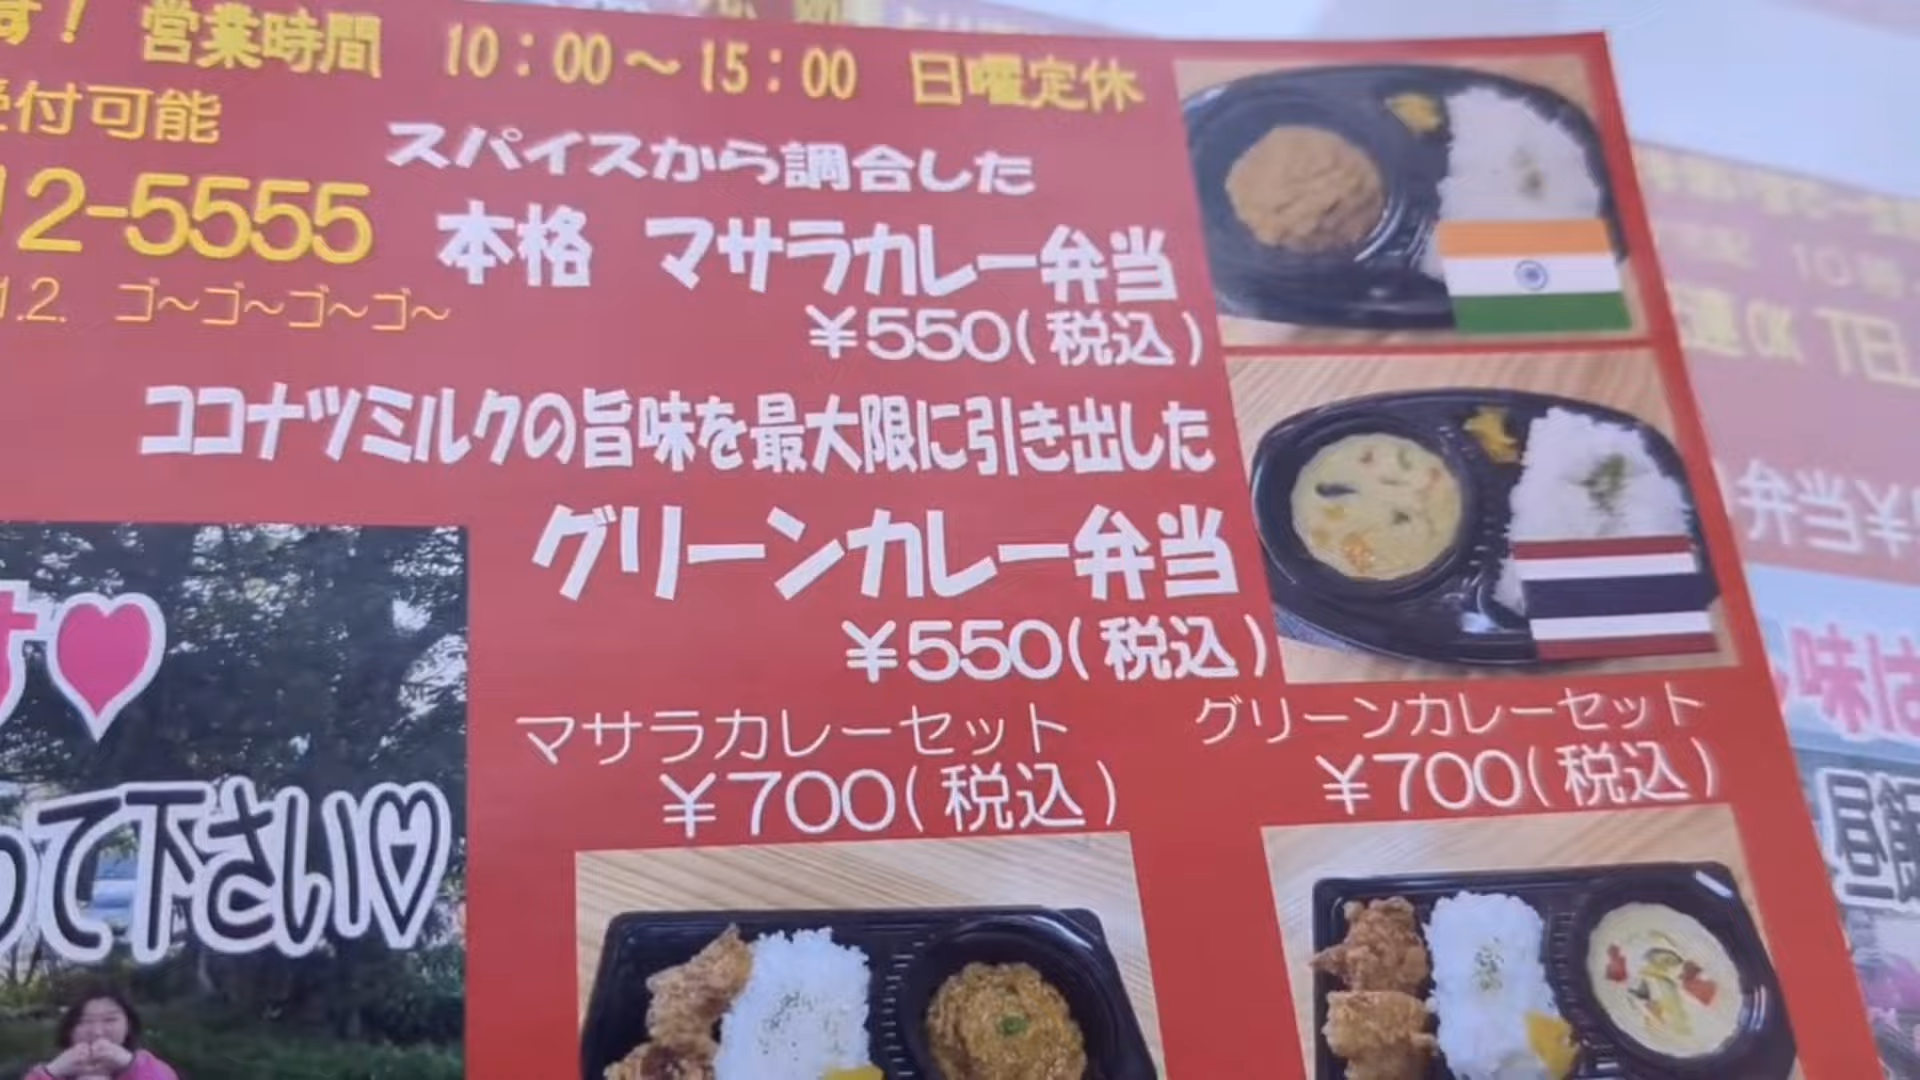 す! 営業時間 10:00～15:00 日曜定休
受付可能
12-5555
1.2. ゴ～ゴ～ゴ～ゴ～
スパイスから調合した
本格 マサラカレー弁当
¥550(税込)
ココナツミルクの旨味を最大限に引き出した
グリーンカレー弁当
¥550(税込)
マサラカレーセット
¥700(税込)
グリーンカレーセット
¥700(税込)
て下さい♡
弁当¥
味は
昼飯